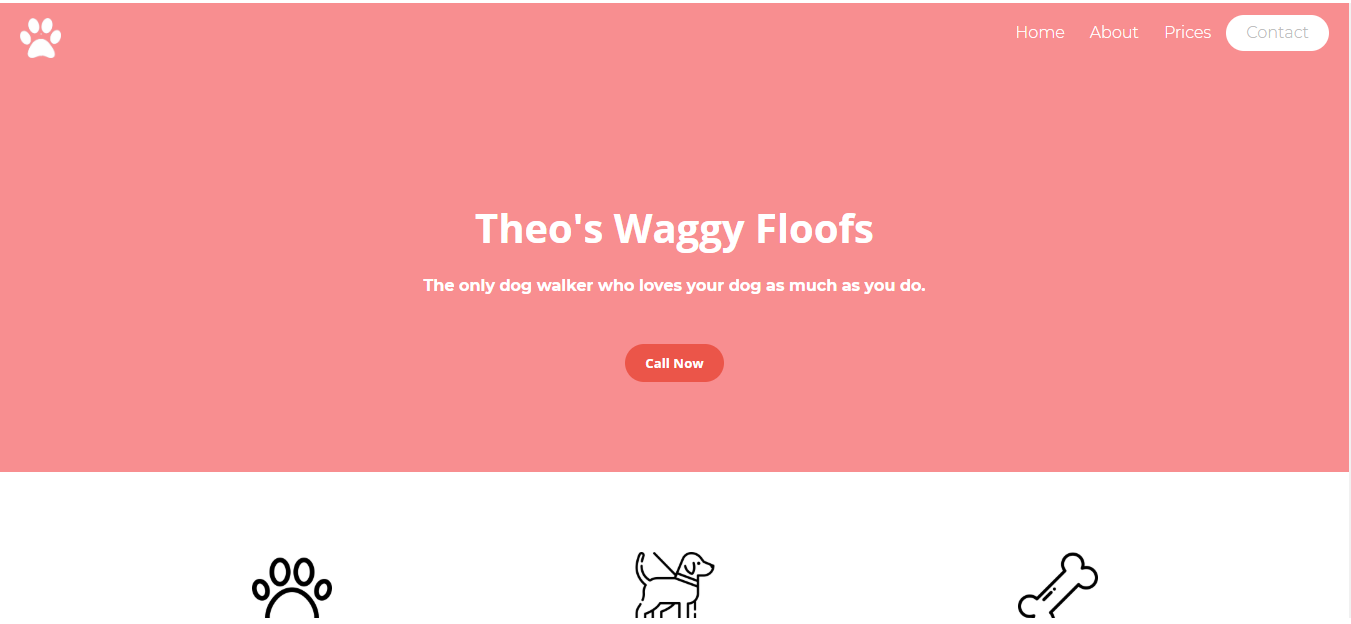 Home About Prices Contact
Theo's Waggy Floofs
The only dog walker who loves your dog as much as you do.
Call Now